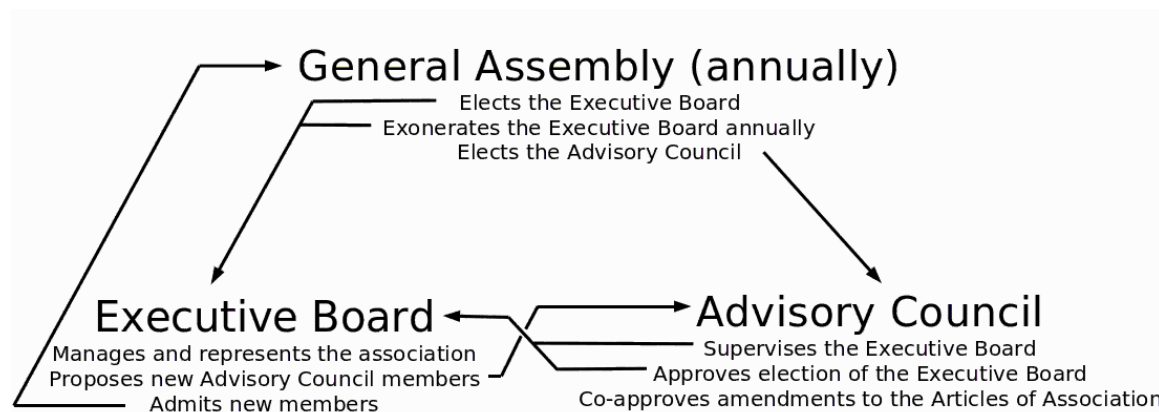 General Assembly (annually)
Elects the Executive Board
Exonerates the Executive Board annually
Elects the Advisory Council
Executive Board
Manages and represents the association
Proposes new Advisory Council members
Admits new members
Advisory Council
Supervises the Executive Board
Approves election of the Executive Board
Co-approves amendments to the Articles of Association